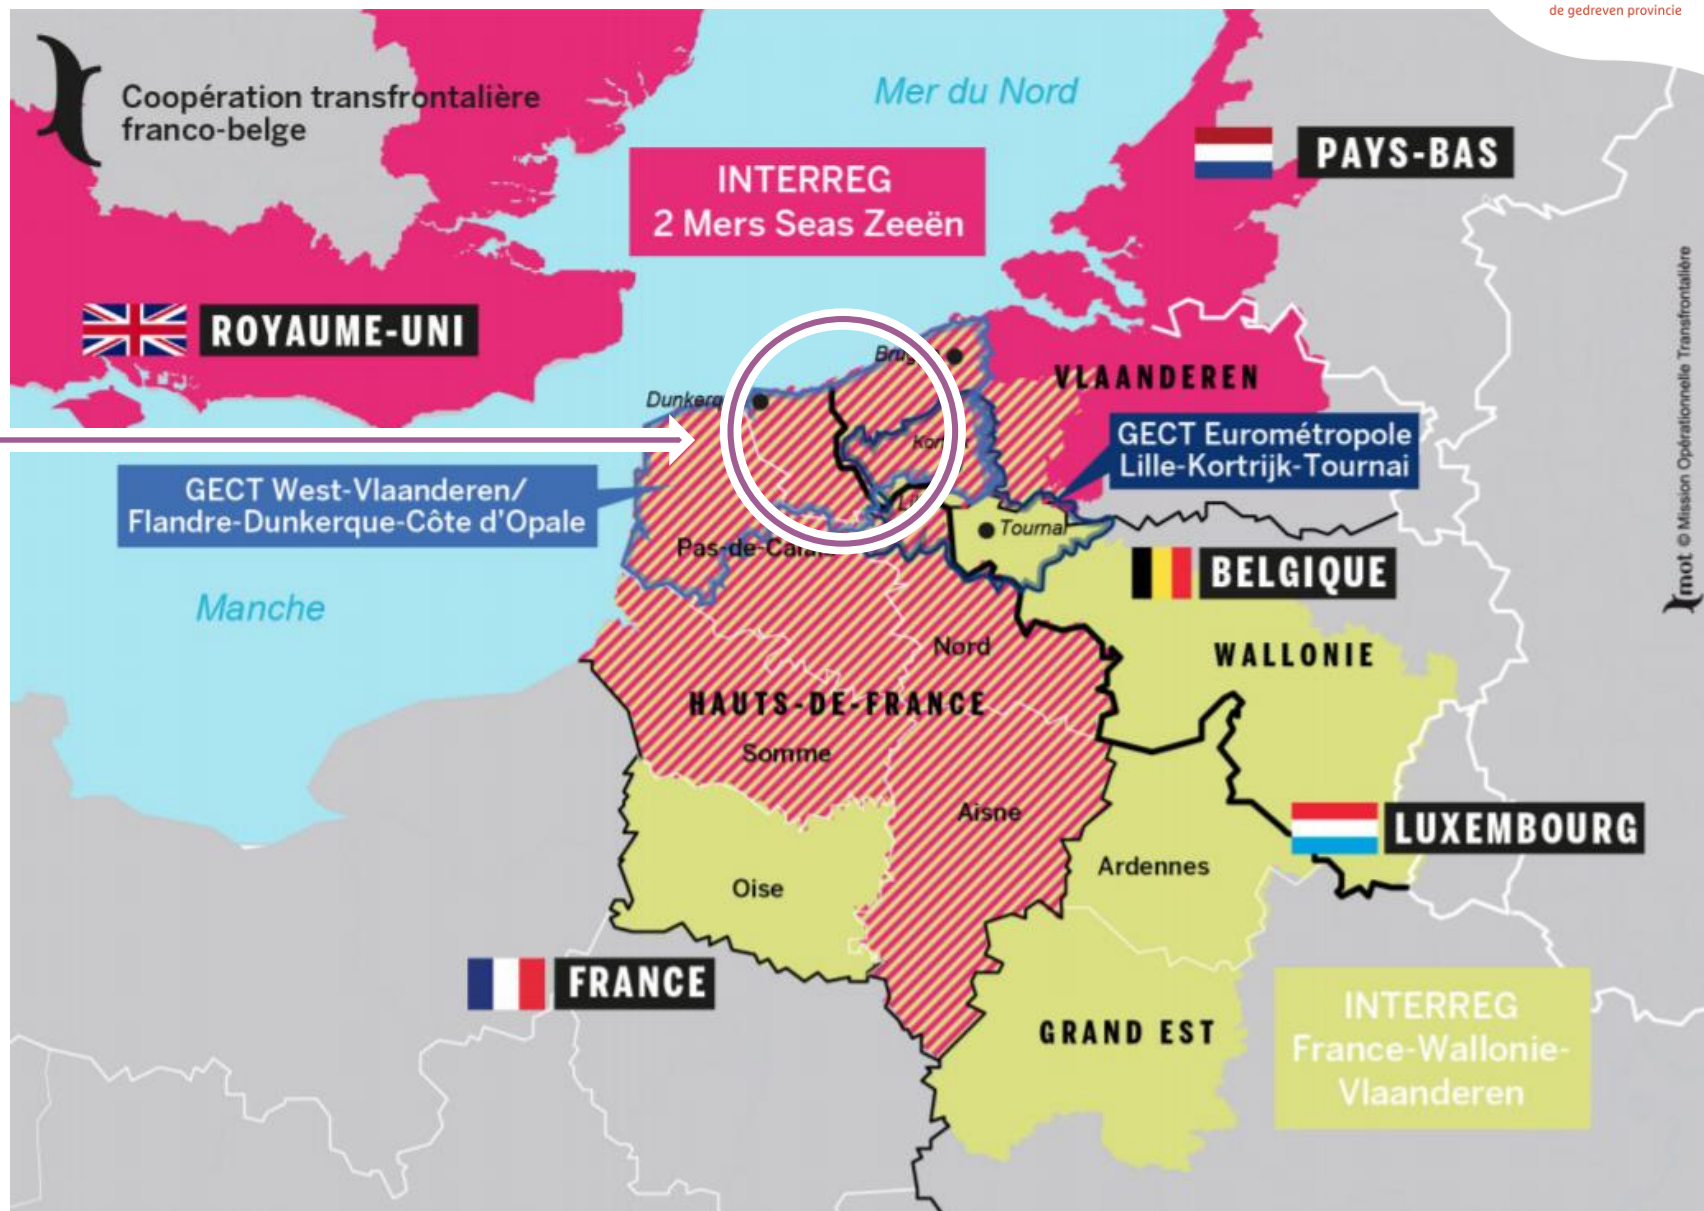 de gedreven provincie
Coopération transfrontalière
franco-belge
Mer du Nord
PAYS-BAS
INTERREG
2 Mers Seas Zeeën
ROYAUME-UNI
VLAANDEREN
GECT Eurométropole
Lille-Kortrijk-Tournai
GECT West-Vlaanderen/
Flandre-Dunkerque-Côte d'Opale
Tournai
BELGIQUE
Manche
Nord
WALLONIE
HAUTS-DE-FRANCE
Somme
Aisne
LUXEMBOURG
Ardennes
Oise
FRANCE
GRAND EST
INTERREG
France-Wallonie-
Vlaanderen
mot © Mission Opérationnelle Transfrontalière